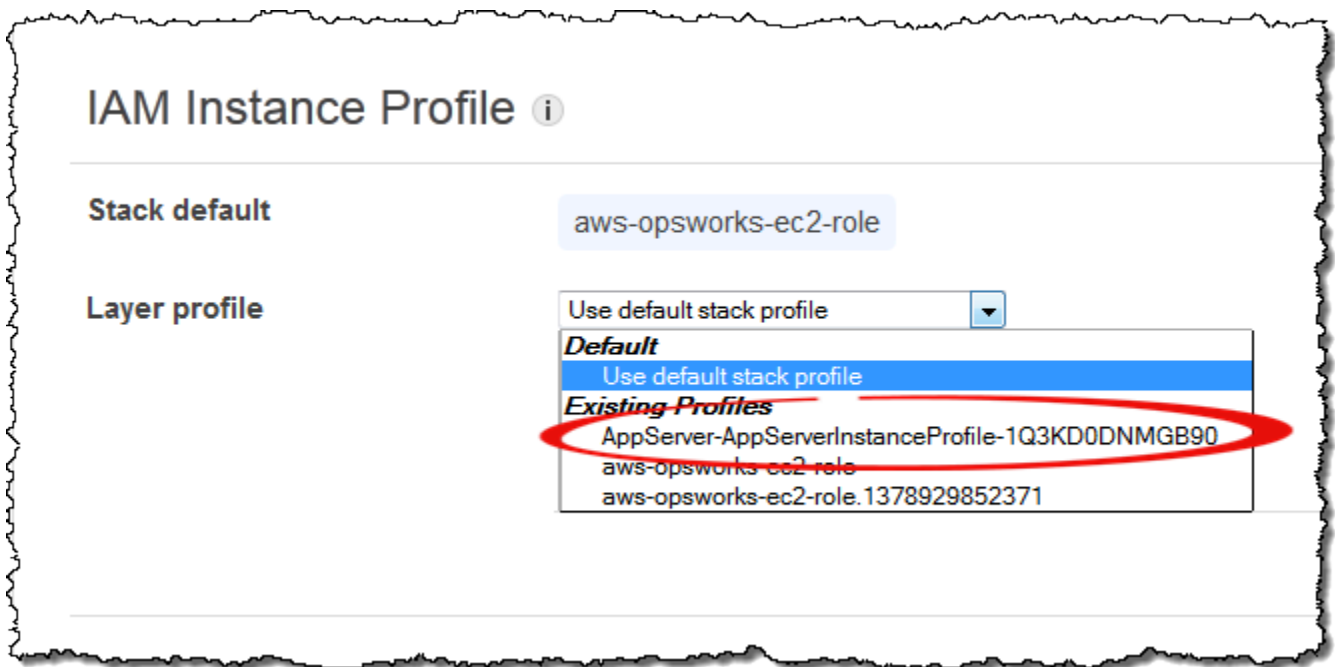 IAM Instance Profile i
Stack default
aws-opsworks-ec2-role
Layer profile
Use default stack profile
Default
Use default stack profile
Existing Profiles
AppServer-AppServerInstanceProfile-1Q3KD0DNMGB90
aws-opsworks-ec2-role
aws-opsworks-ec2-role.1378929852371